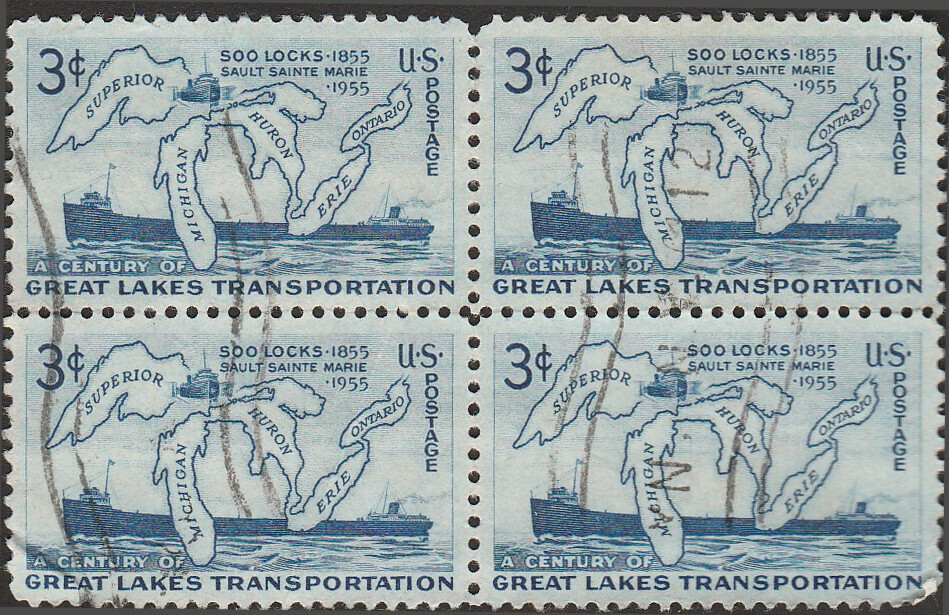 3¢ SOO LOCKS·1855 U·S·
SAULT SAINTE MARIE
·1955
POSTAGE
SUPERIOR
HURON
ONTARIO
MICHIGAN
ERIE
A CENTURY OF
GREAT LAKES TRANSPORTATION
3¢ SOO LOCKS·1855 U·S·
SAULT SAINTE MARIE
·1955
POSTAGE
SUPERIOR
HURON
ONTARIO
MICHIGAN
12
ERIE
A CENTURY OF
GREAT LAKES TRANSPORTATION
3¢ SOO LOCKS·1855 U·S·
SAULT SAINTE MARIE
·1955
POSTAGE
SUPERIOR
HURON
ONTARIO
MICHIGAN
ERIE
A CENTURY OF
GREAT LAKES TRANSPORTATION
3¢ SOO LOCKS·1855 U·S·
SAULT SAINTE MARIE
·1955
POSTAGE
SUPERIOR
HURON
ONTARIO
MICHIGAN
ERIE
A CENTURY OF
GREAT LAKES TRANSPORTATION